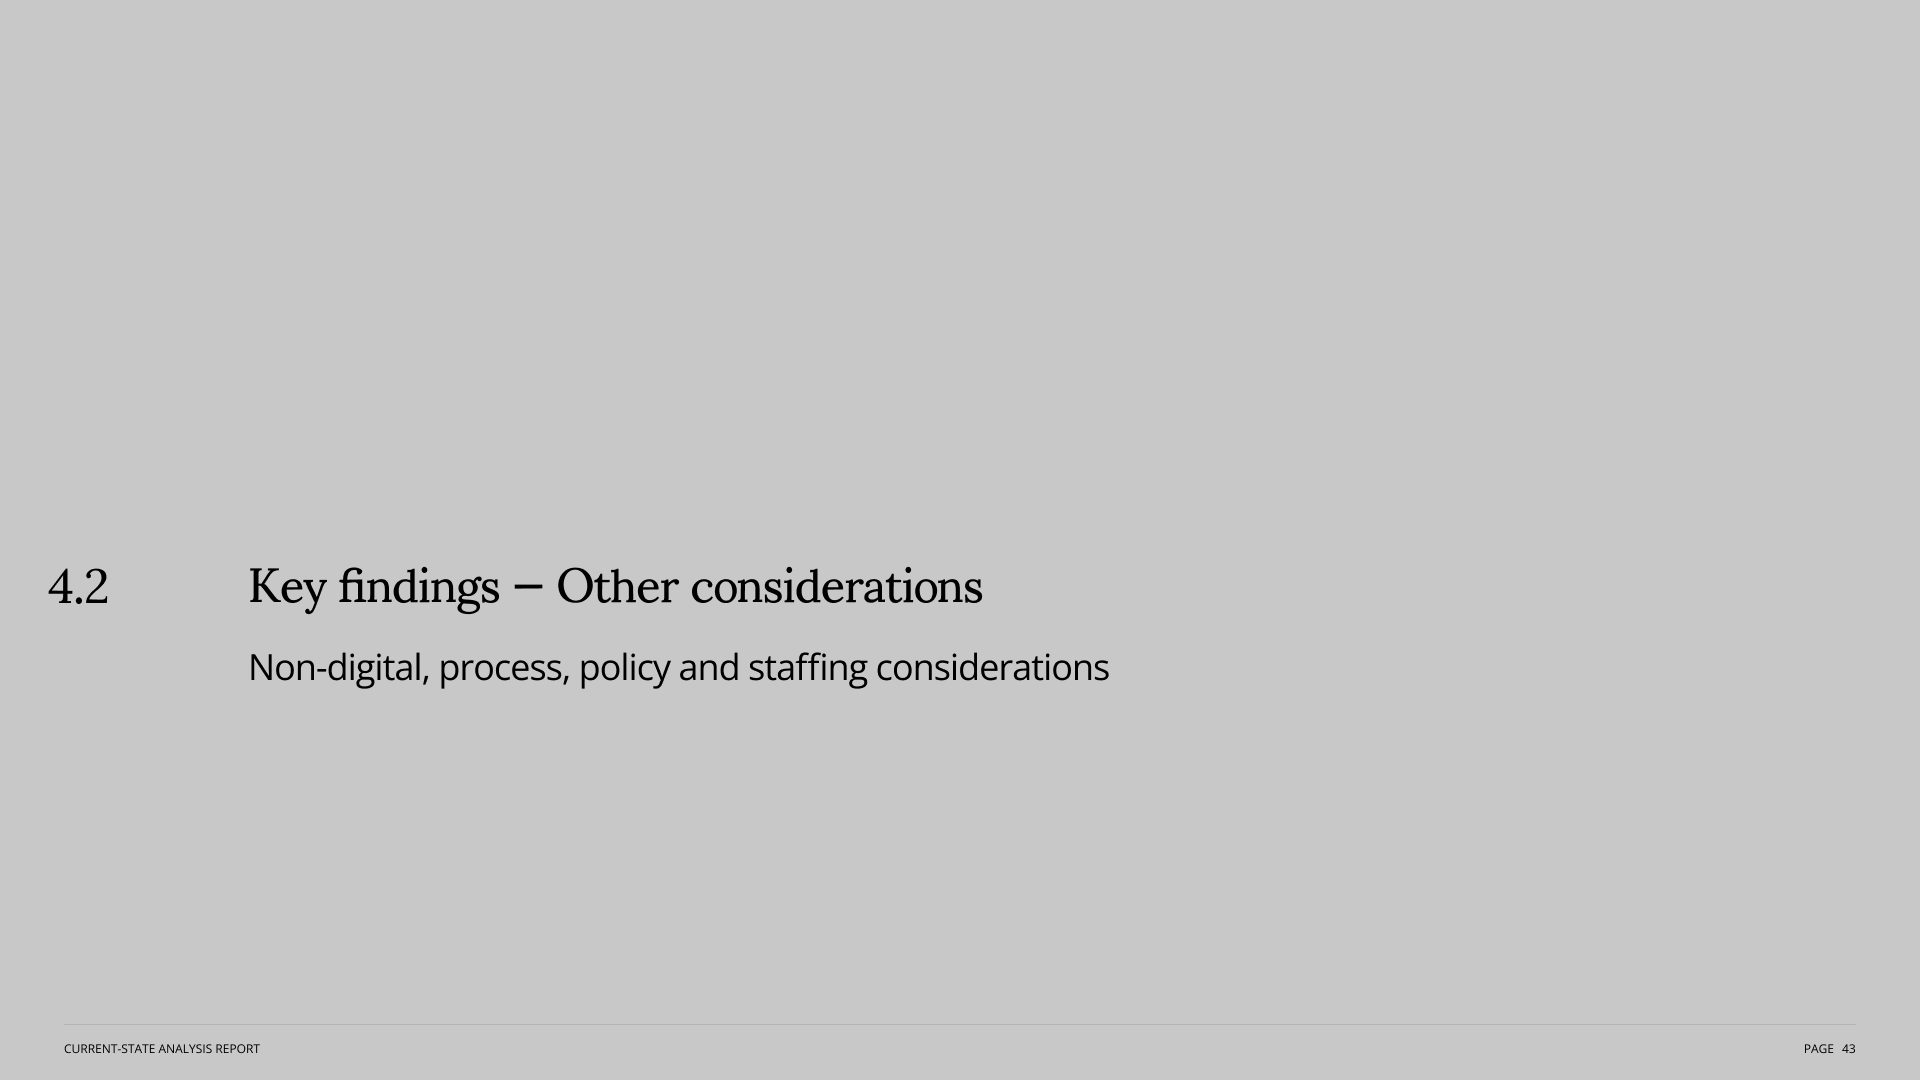 4.2 Key findings — Other considerations
Non-digital, process, policy and staffing considerations
CURRENT-STATE ANALYSIS REPORT PAGE 43